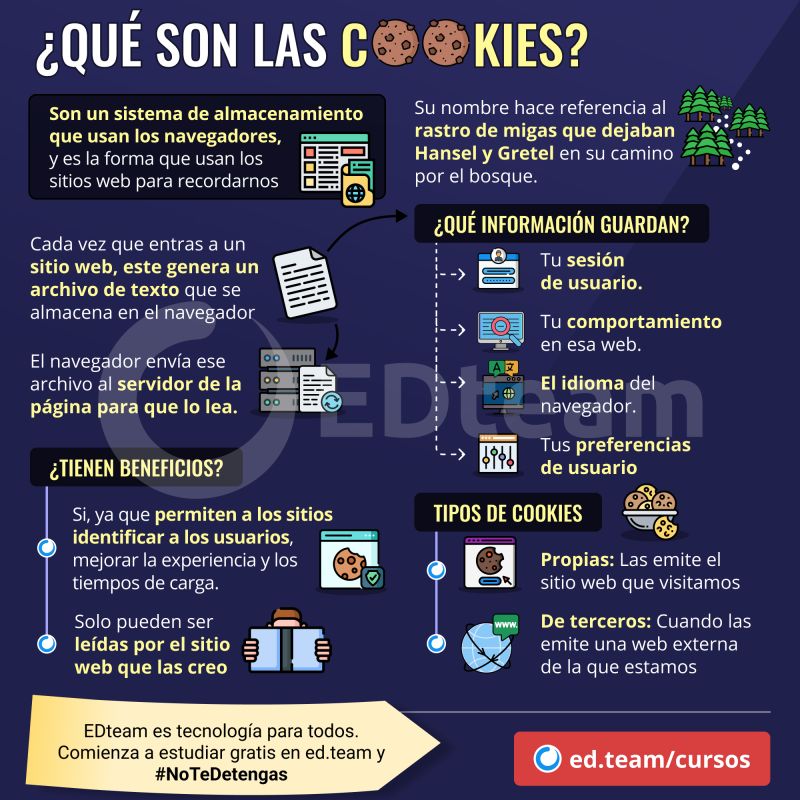 ¿QUÉ SON LAS COOKIES?
Son un sistema de almacenamiento
que usan los navegadores,
y es la forma que usan los
sitios web para recordarnos
Su nombre hace referencia al
rastro de migas que dejaban
Hansel y Gretel en su camino
por el bosque.
Cada vez que entras a un
sitio web, este genera un
archivo de texto que se
almacena en el navegador
El navegador envía ese
archivo al servidor de la
página para que lo lea.
¿QUÉ INFORMACIÓN GUARDAN?
Tu sesión
de usuario.
Tu comportamiento
en esa web.
El idioma del
navegador.
Tus preferencias
de usuario
EDteam
¿TIENEN BENEFICIOS?
Si, ya que permiten a los sitios
identificar a los usuarios,
mejorar la experiencia y los
tiempos de carga.
Solo pueden ser
leídas por el sitio
web que las creo
TIPOS DE COOKIES
Propias: Las emite el
sitio web que visitamos
De terceros: Cuando las
emite una web externa
de la que estamos
WWW.
EDteam es tecnología para todos.
Comienza a estudiar gratis en ed.team y
#NoTeDetengas
ed.team/cursos